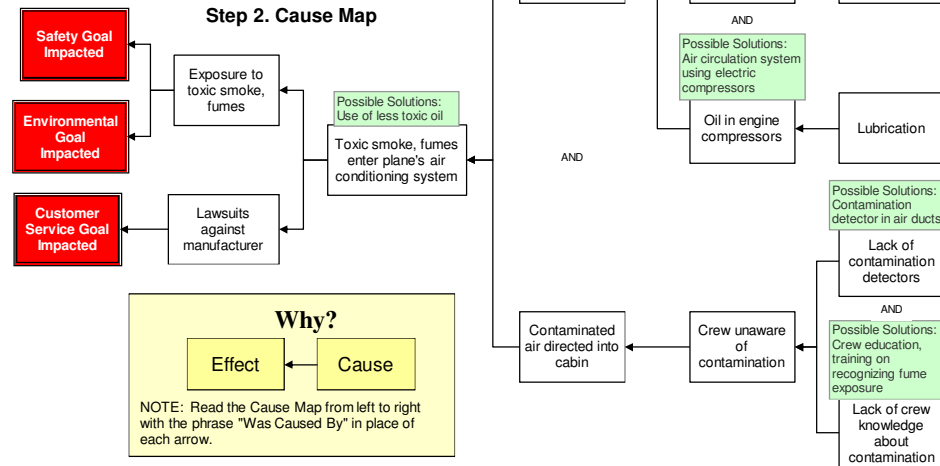 Step 2. Cause Map
Safety Goal
Impacted
Environmental
Goal
Impacted
Customer
Service Goal
Impacted
Exposure to
toxic smoke,
fumes
Lawsuits
against
manufacturer
Possible Solutions:
Use of less toxic oil
Toxic smoke, fumes
enter plane's air
conditioning system
AND
AND
Possible Solutions:
Air circulation system
using electric
compressors
Oil in engine
compressors
Lubrication
Possible Solutions:
Contamination
detector in air ducts
Lack of
contamination
detectors
AND
Contaminated
air directed into
cabin
Crew unaware
of
contamination
Possible Solutions:
Crew education,
training on
recognizing fume
exposure
Lack of crew
knowledge
about
contamination
Why?
Effect
Cause
NOTE: Read the Cause Map from left to right
with the phrase "Was Caused By" in place of
each arrow.